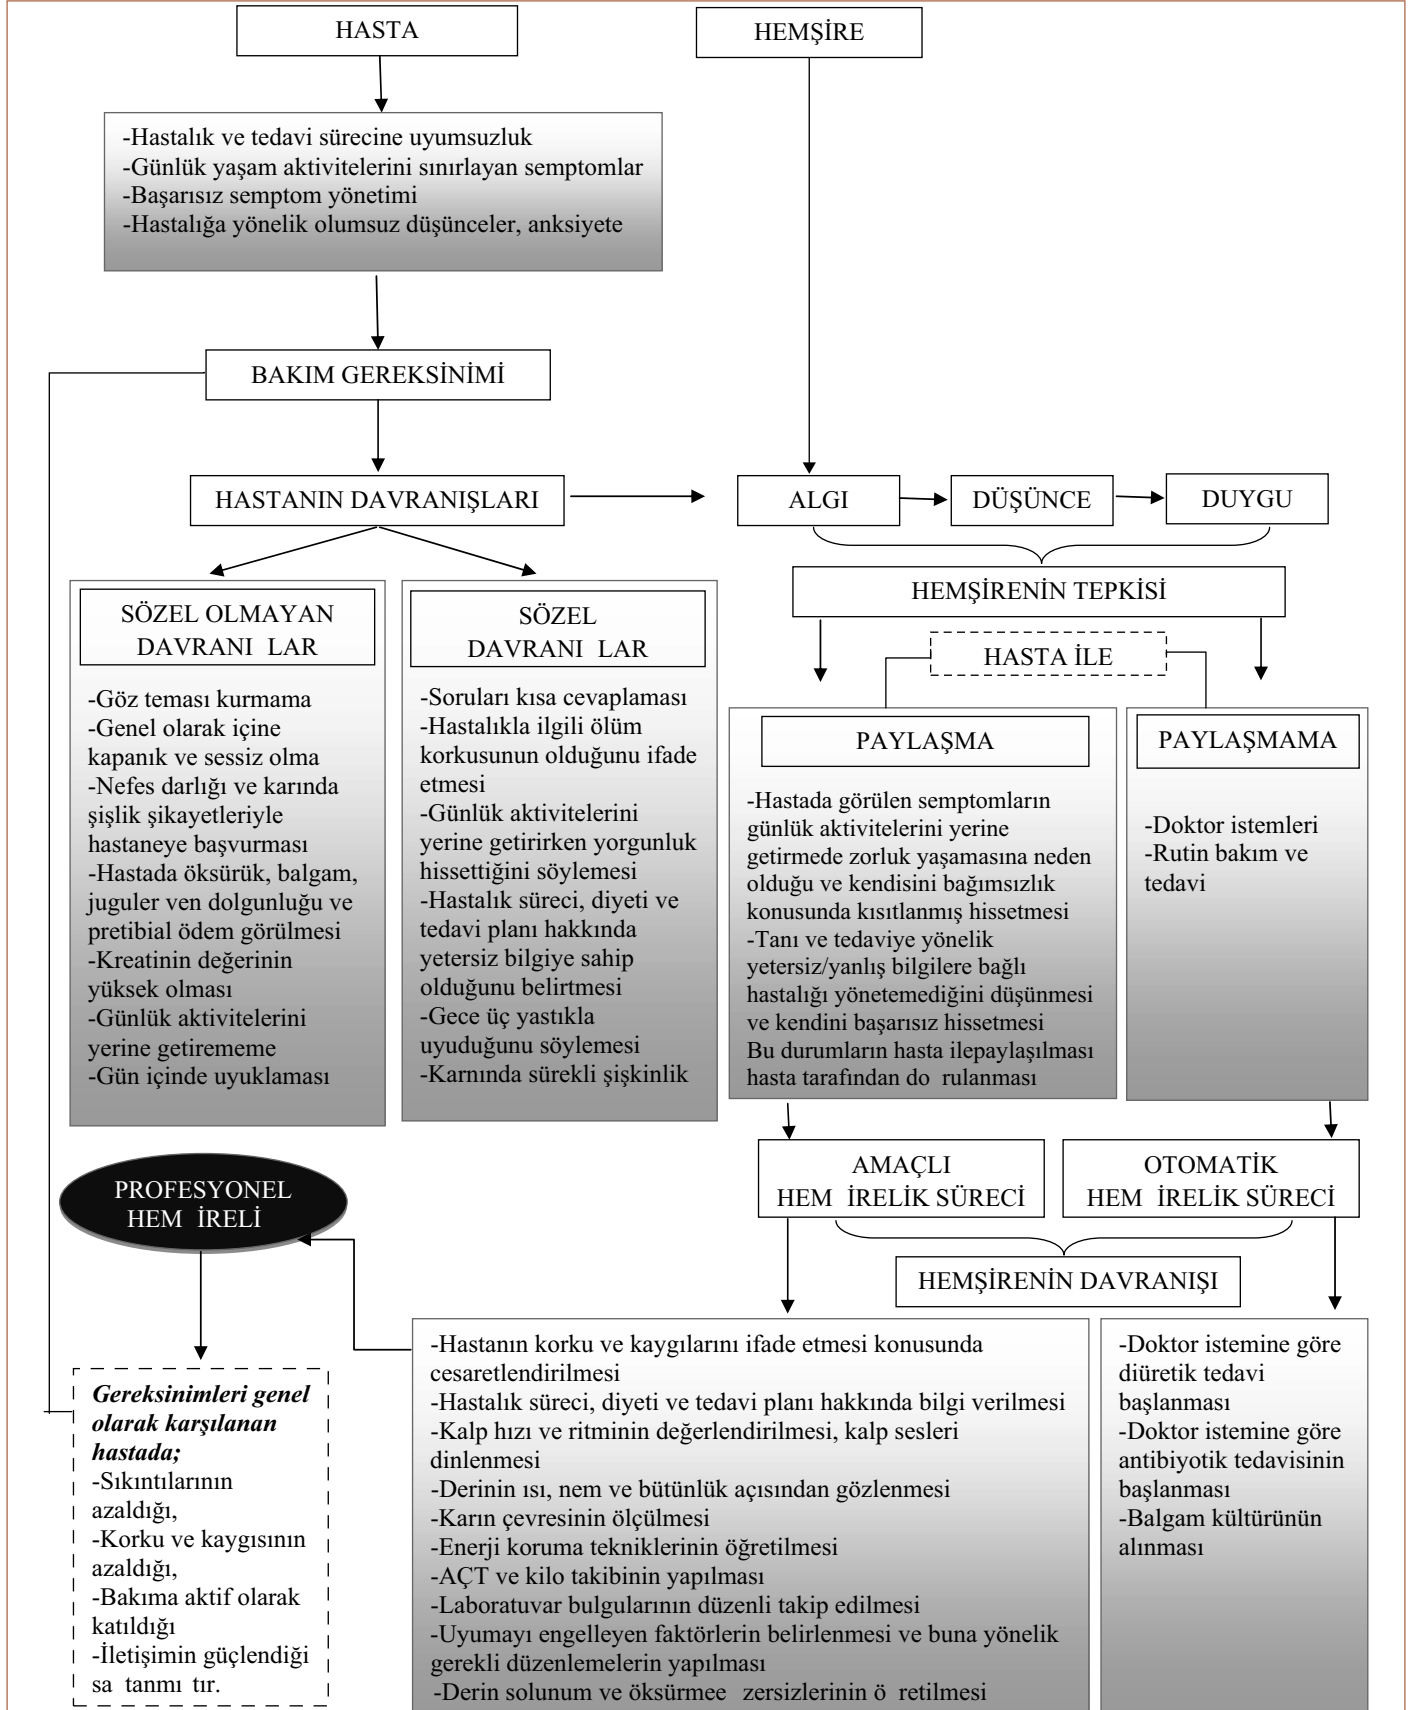 HASTA
HEMŞİRE
-Hastalık ve tedavi sürecine uyumsuzluk
-Günlük yaşam aktivitelerini sınırlayan semptomlar
-Başarısız semptom yönetimi
-Hastalığa yönelik olumsuz düşünceler, anksiyete
BAKIM GEREKSİNİMİ
HASTANIN DAVRANIŞLARI
ALGI
DÜŞÜNCE
DUYGU
HEMŞİRENİN TEPKİSİ
HASTA İLE
SÖZEL OLMAYAN
DAVRANI LAR
-Göz teması kurmama
-Genel olarak içine
kapanık ve sessiz olma
-Nefes darlığı ve karında
şişlik şikayetleriyle
hastaneye başvurması
-Hastada öksürük, balgam,
juguler ven dolgunluğu ve
pretibial ödem görülmesi
-Kreatinin değerinin
yüksek olması
-Günlük aktivitelerini
yerine getirememe
-Gün içinde uyuklaması
SÖZEL
DAVRANI LAR
-Soruları kısa cevaplaması
-Hastalıkla ilgili ölüm
korkusunun olduğunu ifade
etmesi
-Günlük aktivitelerini
yerine getirirken yorgunluk
hissettiğini söylemesi
-Hastalık süreci, diyeti ve
tedavi planı hakkında
yetersiz bilgiye sahip
olduğunu belirtmesi
-Gece üç yastıkla
uyuduğunu söylemesi
-Karnında sürekli şişkinlik
PAYLAŞMA
-Hastada görülen semptomların
günlük aktivitelerini yerine
getirmede zorluk yaşamasına neden
olduğu ve kendisini bağımsızlık
konusunda kısıtlanmış hissetmesi
-Tanı ve tedaviye yönelik
yetersiz/yanlış bilgilere bağlı
hastalığı yönetemediğini düşünmesi
ve kendini başarısız hissetmesi
Bu durumların hasta ilepaylaşılması
hasta tarafından do rulanması
PAYLAŞMAMA
-Doktor istemleri
-Rutin bakım ve
tedavi
AMAÇLI
HEM İRELİK SÜRECİ
OTOMATİK
HEM İRELİK SÜRECİ
HEMŞİRENİN DAVRANIŞI
PROFESYONEL
HEM İRELİ
Gereksinimleri genel
olarak karşılanan
hastada;
-Sıkıntılarının
azaldığı,
-Korku ve kaygısının
azaldığı,
-Bakıma aktif olarak
katıldığı
-İletişimin güçlendiği
sa tanmı tır.
-Hastanın korku ve kaygılarını ifade etmesi konusunda
cesaretlendirilmesi
-Hastalık süreci, diyeti ve tedavi planı hakkında bilgi verilmesi
-Kalp hızı ve ritminin değerlendirilmesi, kalp sesleri
dinlenmesi
-Derinin ısı, nem ve bütünlük açısından gözlenmesi
-Karın çevresinin ölçülmesi
-Enerji koruma tekniklerinin öğretilmesi
-AÇT ve kilo takibinin yapılması
-Laboratuvar bulgularının düzenli takip edilmesi
-Uyumayı engelleyen faktörlerin belirlenmesi ve buna yönelik
gerekli düzenlemelerin yapılması
-Derin solunum ve öksürmee zersizlerinin ö retilmesi
-Doktor istemine göre
diüretik tedavi
başlanması
-Doktor istemine göre
antibiyotik tedavisinin
başlanması
-Balgam kültürünün
alınması